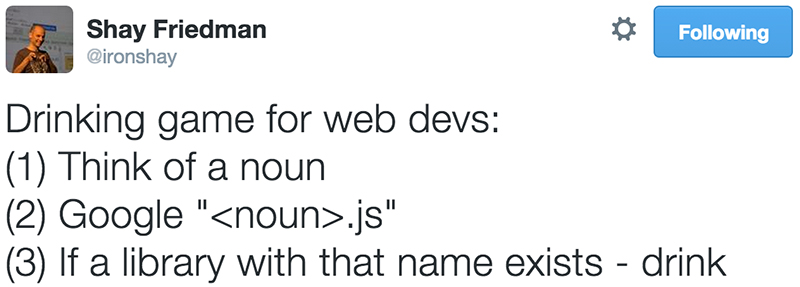 Shay Friedman
@ironshay
Following
Drinking game for web devs:
(1) Think of a noun
(2) Google "<noun>.js"
(3) If a library with that name exists - drink